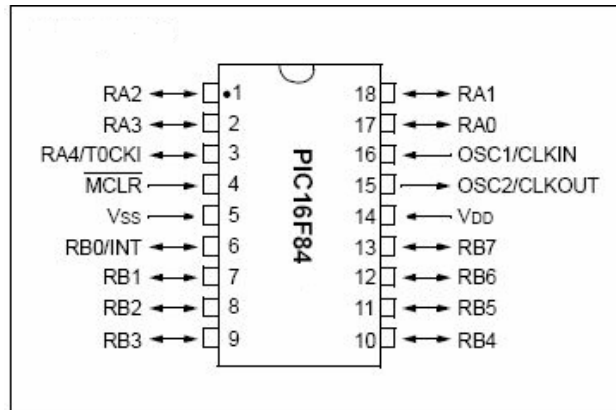 RA2 •1 18 RA1
RA3 2 17 RA0
RA4/T0CKI 3 16 OSC1/CLKIN
MCLR 4 15 OSC2/CLKOUT
Vss 5 14 VDD
RB0/INT 6 13 RB7
RB1 7 12 RB6
RB2 8 11 RB5
RB3 9 10 RB4
PIC16F84